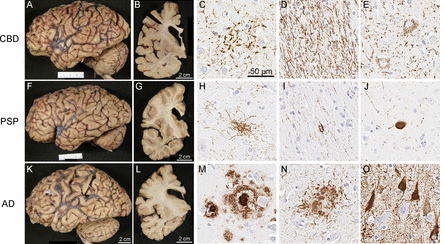 A B C D E
CBD
50 μm
2 cm
F G H I J
PSP
2 cm
K L M N O
AD
2 cm 2 cm